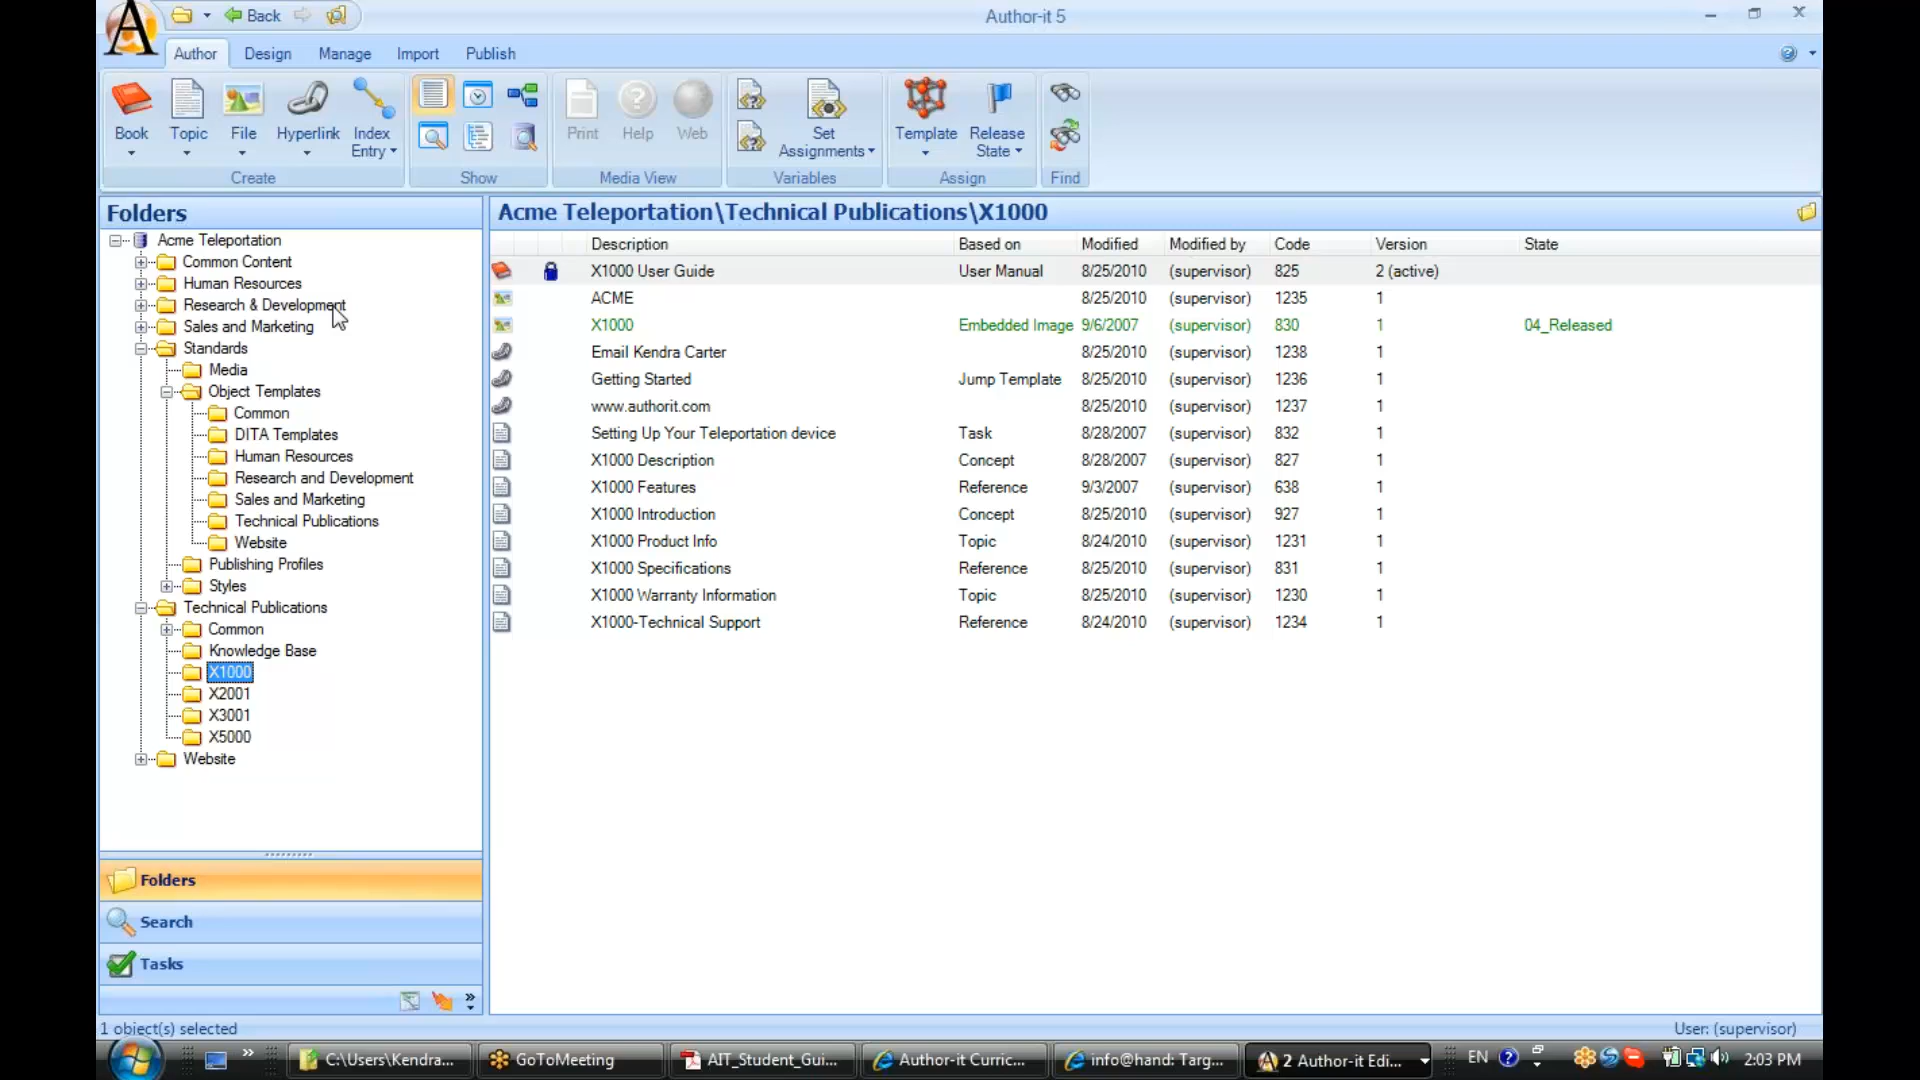 Back
Author-it 5
Author Design Manage Import Publish
Book Topic File Hyperlink Index Entry
Print Help Web
Set Assignments
Template Release State
Create Show Media View Variables Assign Find
Folders
Acme Teleportation\Technical Publications\X1000
Acme Teleportation
Common Content
Human Resources
Research & Development
Sales and Marketing
Standards
Media
Object Templates
Common
DITA Templates
Human Resources
Research and Development
Sales and Marketing
Technical Publications
Website
Publishing Profiles
Styles
Technical Publications
Common
Knowledge Base
X1000
X2001
X3001
X5000
Website
Description Based on Modified Modified by Code Version State
X1000 User Guide User Manual 8/25/2010 (supervisor) 825 2 (active)
ACME 8/25/2010 (supervisor) 1235 1
X1000 Embedded Image 9/6/2007 (supervisor) 830 1 04_Released
Email Kendra Carter 8/25/2010 (supervisor) 1238 1
Getting Started Jump Template 8/25/2010 (supervisor) 1236 1
www.authorit.com 8/25/2010 (supervisor) 1237 1
Setting Up Your Teleportation device Task 8/28/2007 (supervisor) 832 1
X1000 Description Concept 8/28/2007 (supervisor) 827 1
X1000 Features Reference 9/3/2007 (supervisor) 638 1
X1000 Introduction Concept 8/25/2010 (supervisor) 927 1
X1000 Product Info Topic 8/24/2010 (supervisor) 1231 1
X1000 Specifications Reference 8/25/2010 (supervisor) 831 1
X1000 Warranty Information Topic 8/25/2010 (supervisor) 1230 1
X1000-Technical Support Reference 8/24/2010 (supervisor) 1234 1
Folders
Search
Tasks
1 object(s) selected
User: (supervisor)
C:\Users\Kendra... GoToMeeting AIT_Student_Gui... Author-it Curric... info@hand: Targ... 2 Author-it Edi... EN 2:03 PM